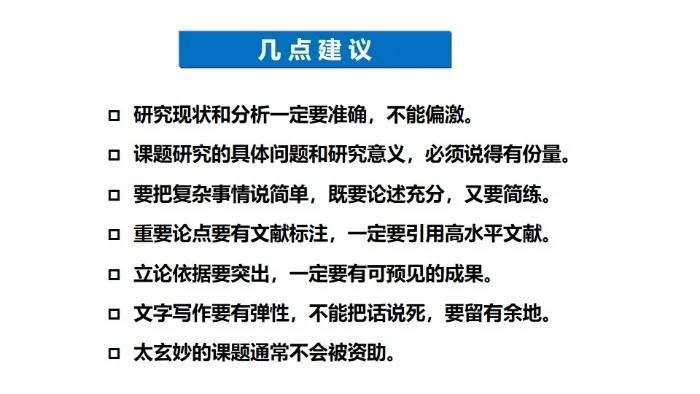 几点建议
研究现状和分析一定要准确，不能偏激。
课题研究的具体问题和研究意义，必须说得有份量。
要把复杂事情说简单，既要论述充分，又要简练。
重要论点要有文献标注，一定要引用高水平文献。
立论依据要突出，一定要有可预见的成果。
文字写作要有弹性，不能把话说死，要留有余地。
太玄妙的课题通常不会被资助。